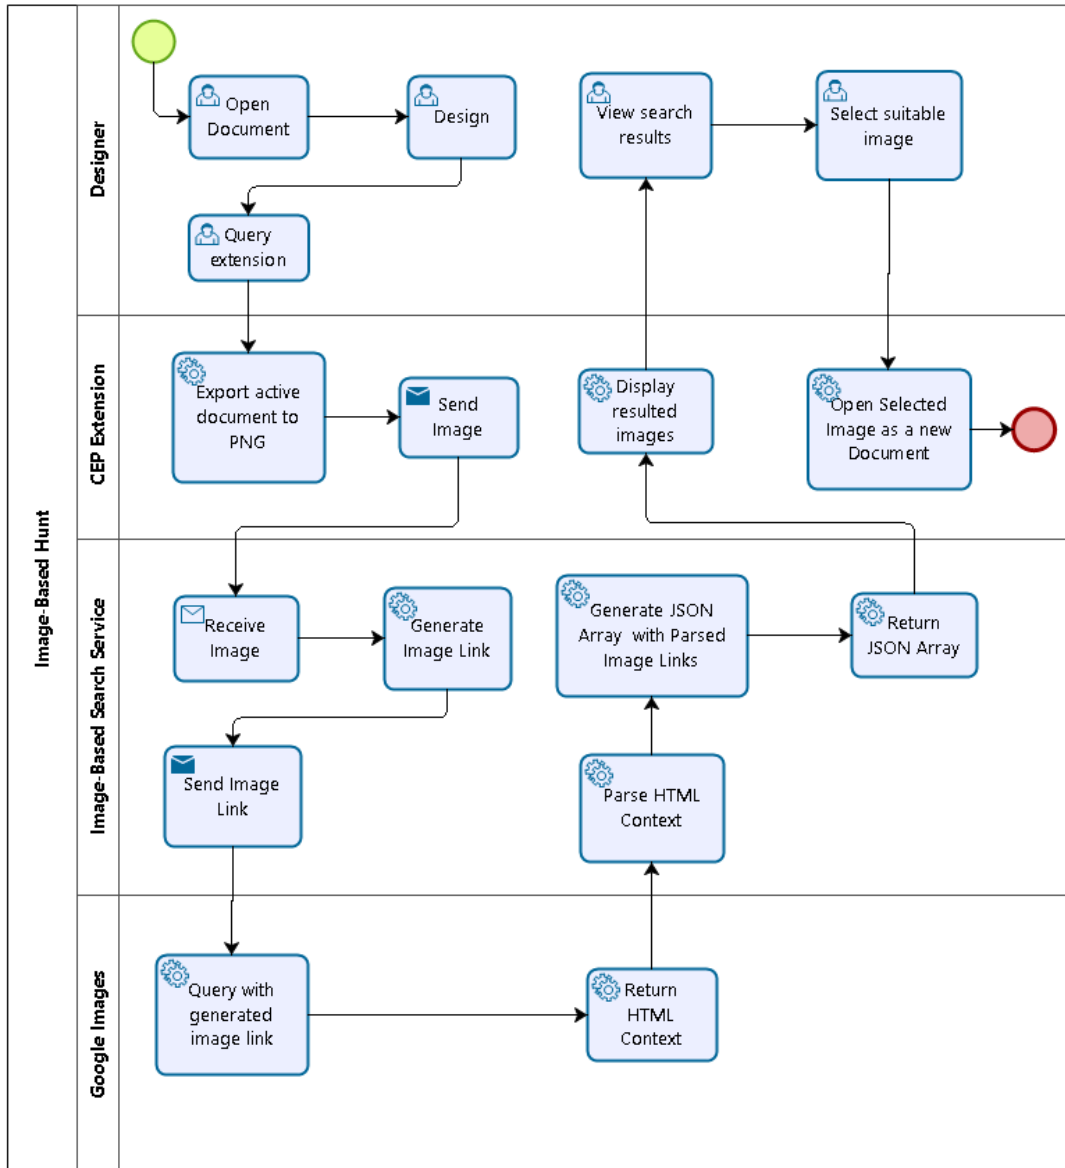 Image-Based Hunt
Designer
Open
Document
Design
Query
extension
View search
results
Select suitable
image
CEP Extension
Export active
document to
PNG
Send
Image
Display
resulted
images
Open Selected
Image as a new
Document
Image-Based Search Service
Receive
Image
Generate
Image Link
Send Image
Link
Generate JSON
Array  with Parsed
Image Links
Return
JSON Array
Parse HTML
Context
Google Images
Query with
generated
image link
Return
HTML
Context